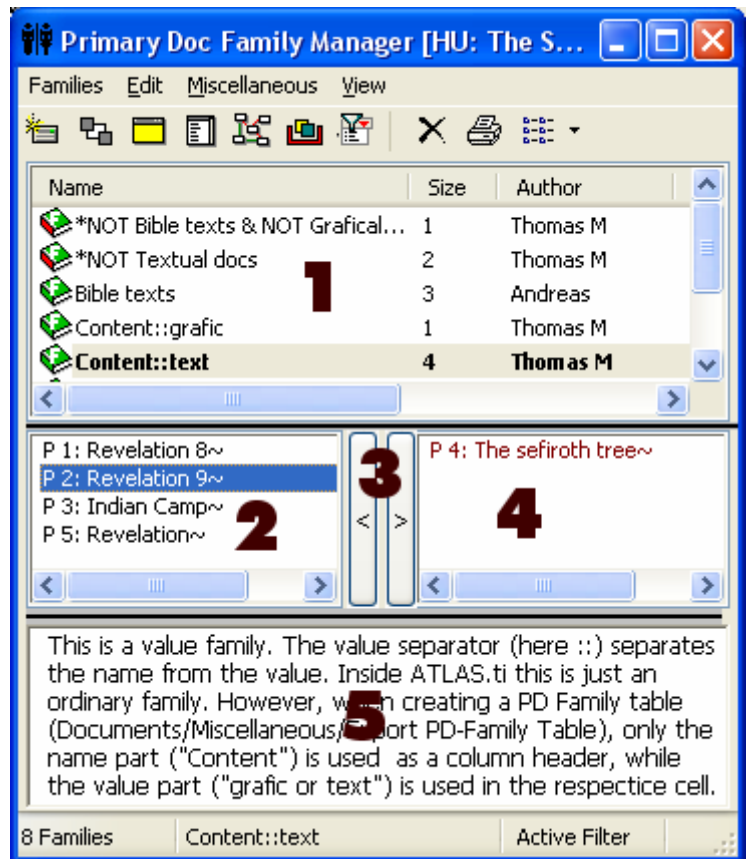 Primary Doc Family Manager [HU: The S...
Families Edit Miscellaneous View
Name Size Author
*NOT Bible texts & NOT Grafical... 1 Thomas M
*NOT Textual docs 2 Thomas M
1
Bible texts 3 Andreas
Content::grafic 1 Thomas M
Content::text 4 Thomas M
P 1: Revelation 8~
P 2: Revelation 9~
P 3: Indian Camp~
P 5: Revelation~
2
3
< >
P 4: The sefiroth tree~
4
This is a value family. The value separator (here ::) separates
the name from the value. Inside ATLAS.ti this is just an
ordinary family. However, when creating a PD Family table
(Documents/Miscellaneous/Export PD-Family Table), only the
name part ("Content") is used as a column header, while
the value part ("grafic or text") is used in the respectice cell.
5
8 Families Content::text Active Filter